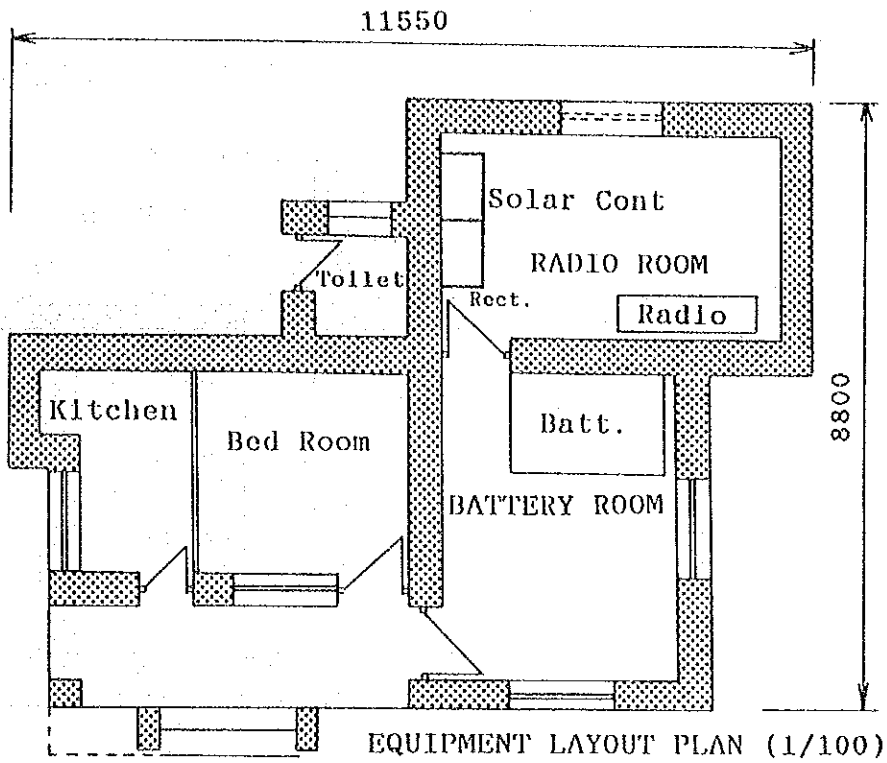 11550
Solar Cont
RADIO ROOM
Toilet
Rect.
Radio
Kitchen
Bed Room
Batt.
8800
BATTERY ROOM
EQUIPMENT LAYOUT PLAN (1/100)